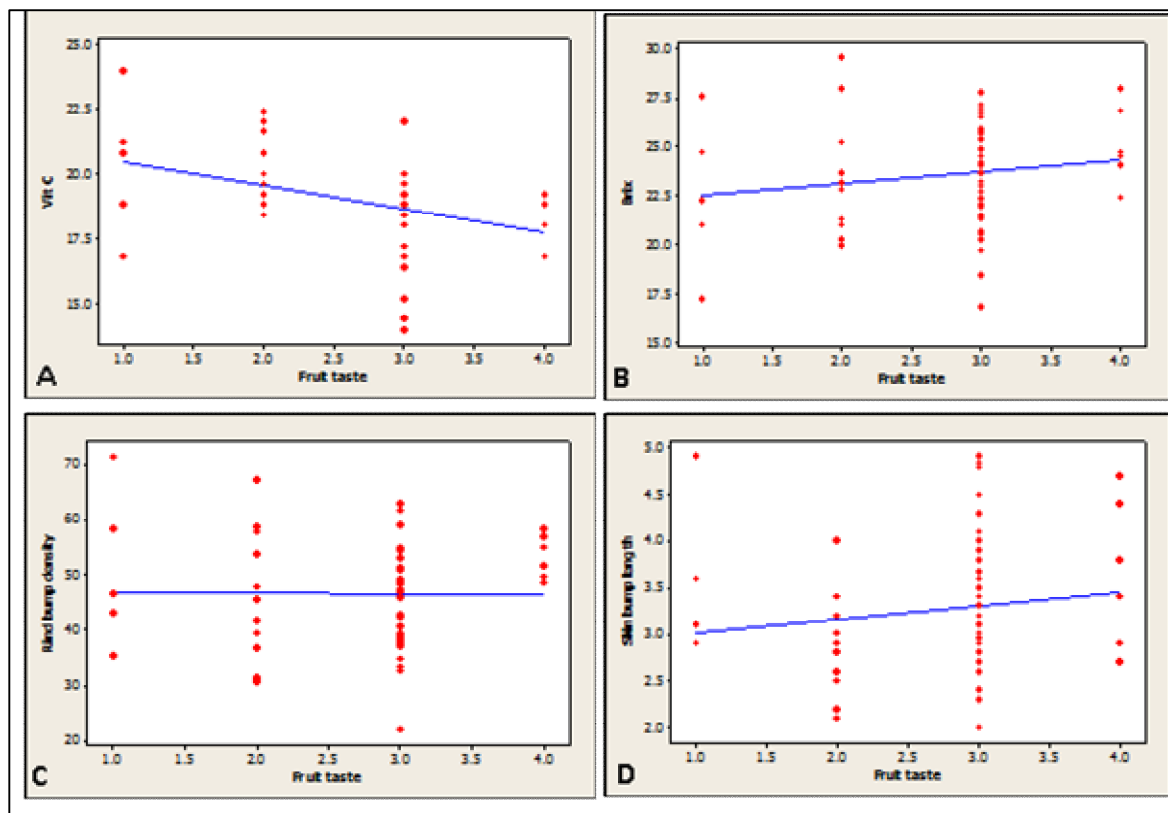 25.0
22.5
20.0
17.5
15.0
Vit C
1.0 1.5 2.0 2.5 3.0 3.5 4.0
Fruit taste
A
30.0
27.5
25.0
22.5
20.0
17.5
15.0
Brix
1.0 1.5 2.0 2.5 3.0 3.5 4.0
Fruit taste
B
70
60
50
40
30
20
Rind bump density
1.0 1.5 2.0 2.5 3.0 3.5 4.0
Fruit taste
C
5.0
4.5
4.0
3.5
3.0
2.5
2.0
Skin bump length
1.0 1.5 2.0 2.5 3.0 3.5 4.0
Fruit taste
D